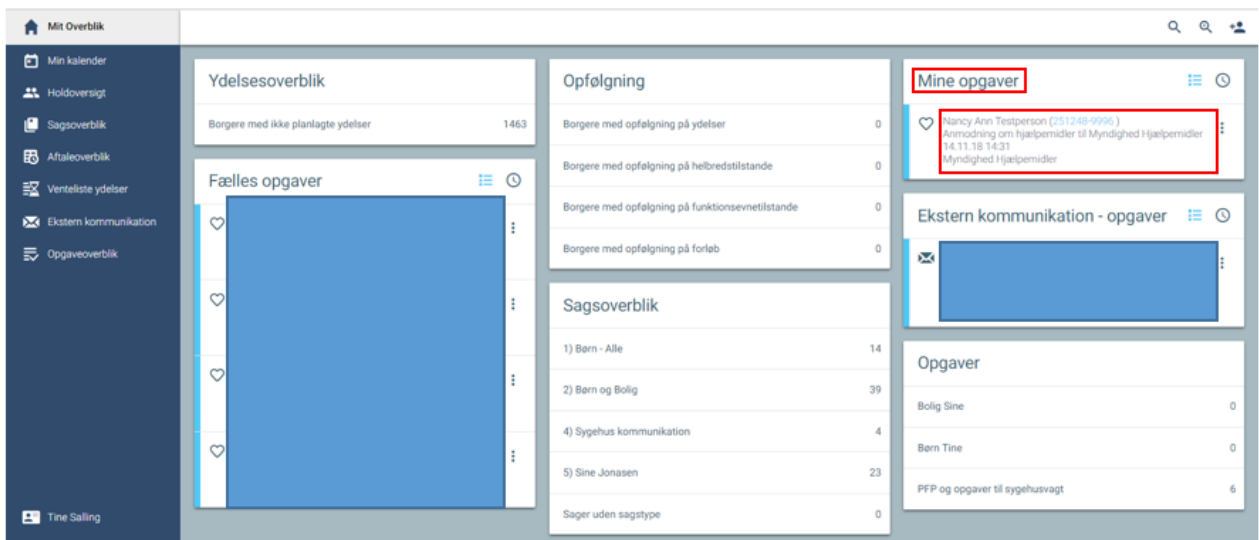 Mit Overblik
Min kalender
Holdoversigt
Sagsoverblik
Aftaleoverblik
Venteliste ydelser
Ekstern kommunikation
Opgaveoverblik
Tine Salling
Ydelsesoverblik
Borgere med ikke planlagte ydelser 1463
Fælles opgaver
Opfølgning
Borgere med opfølgning på ydelser 0
Borgere med opfølgning på helbredstilstande 0
Borgere med opfølgning på funktionsevnetilstande 0
Borgere med opfølgning på forløb 0
Sagsoverblik
1) Børn - Alle 14
2) Børn og Bolig 39
4) Sygehus kommunikation 4
5) Sine Jonasen 23
Sager uden sagstype 0
Mine opgaver
Nancy Ann Testperson (251248-9996 )
Anmodning om hjælpemidler til Myndighed Hjælpemidler
14.11.18 14:31
Myndighed Hjælpemidler
Ekstern kommunikation - opgaver
Opgaver
Bolig Sine 0
Børn Tine 0
PFP og opgaver til sygehusvagt 6